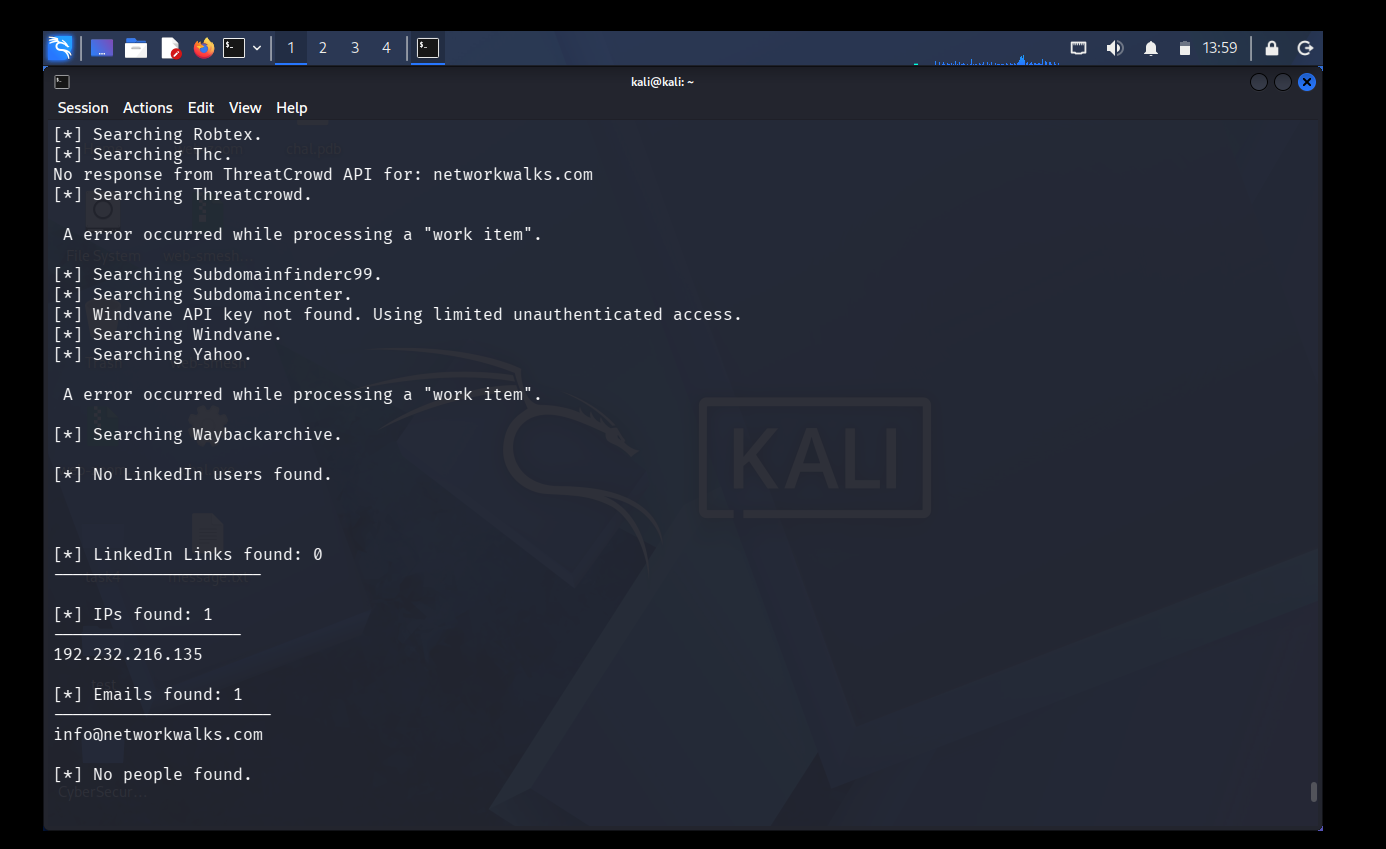 1 2 3 4 13:59
kali@kali: ~
Session Actions Edit View Help
[*] Searching Robtex.
[*] Searching Thc.
No response from ThreatCrowd API for: networkwalks.com
[*] Searching Threatcrowd.
A error occurred while processing a "work item".
File System
[*] Searching Subdomainfinderc99.
[*] Searching Subdomaincenter.
[*] Windvane API key not found. Using limited unauthenticated access.
[*] Searching Windvane.
[*] Searching Yahoo.
A error occurred while processing a "work item".
[*] Searching Waybackarchive.
KALI
[*] No LinkedIn users found.
[*] LinkedIn Links found: 0
---------------------
[*] IPs found: 1
-------------------
192.232.216.135
[*] Emails found: 1
----------------------
info@networkwalks.com
[*] No people found.
CyberSecur...